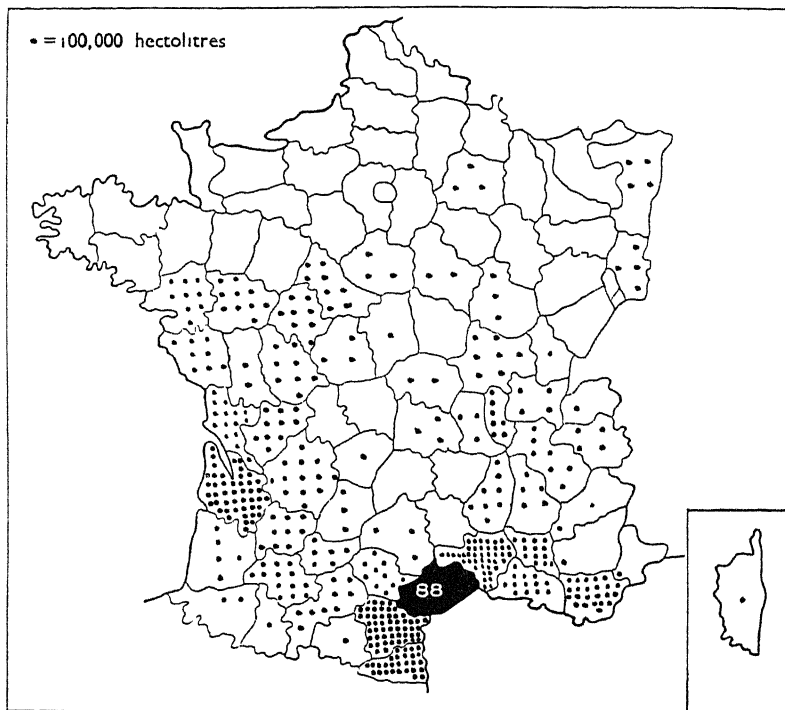 • = 100,000 hectolitres
88